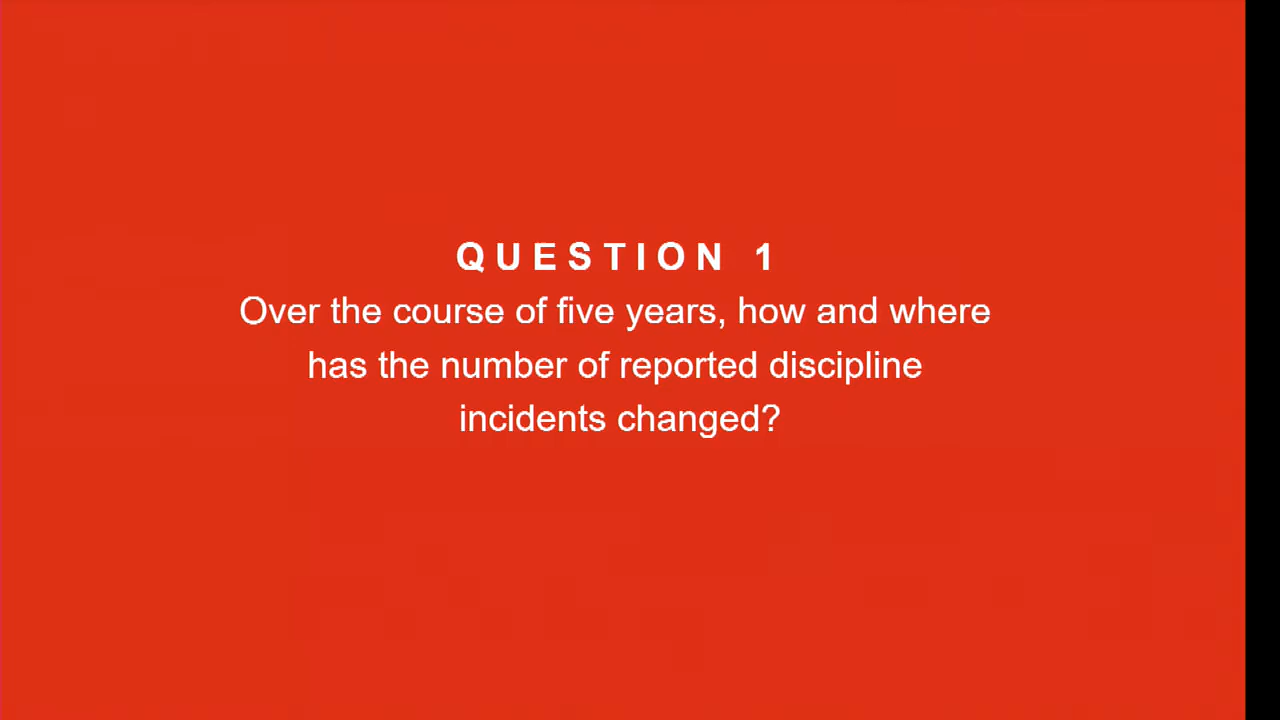 QUESTION 1
Over the course of five years, how and where
has the number of reported discipline
incidents changed?